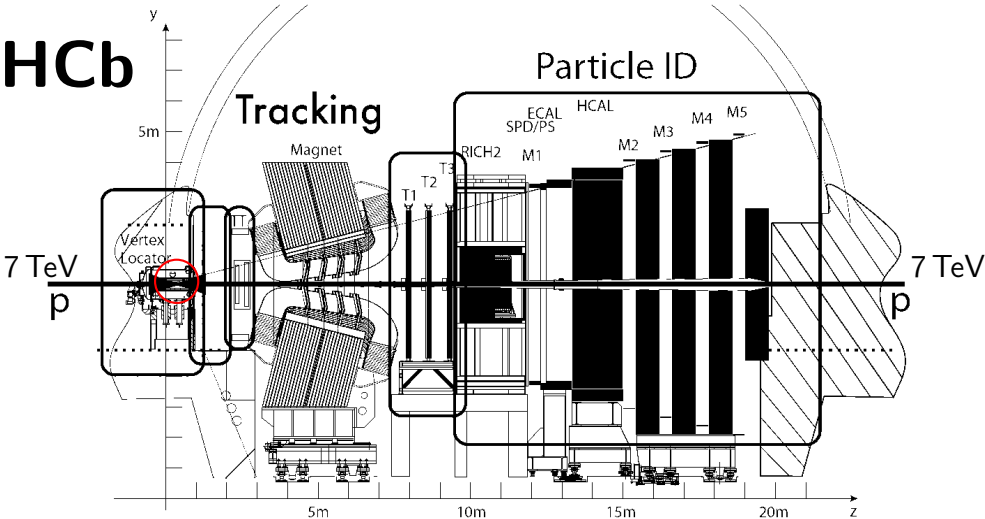 y
HCb
Particle ID
Tracking
HCAL
ECAL
SPD/PS
M5
M4
M3
M2
M1
5m
Magnet
RICH2
T3
T2
T1
Vertex
Locator
7 TeV
7 TeV
p
p
5m
10m
15m
20m
z